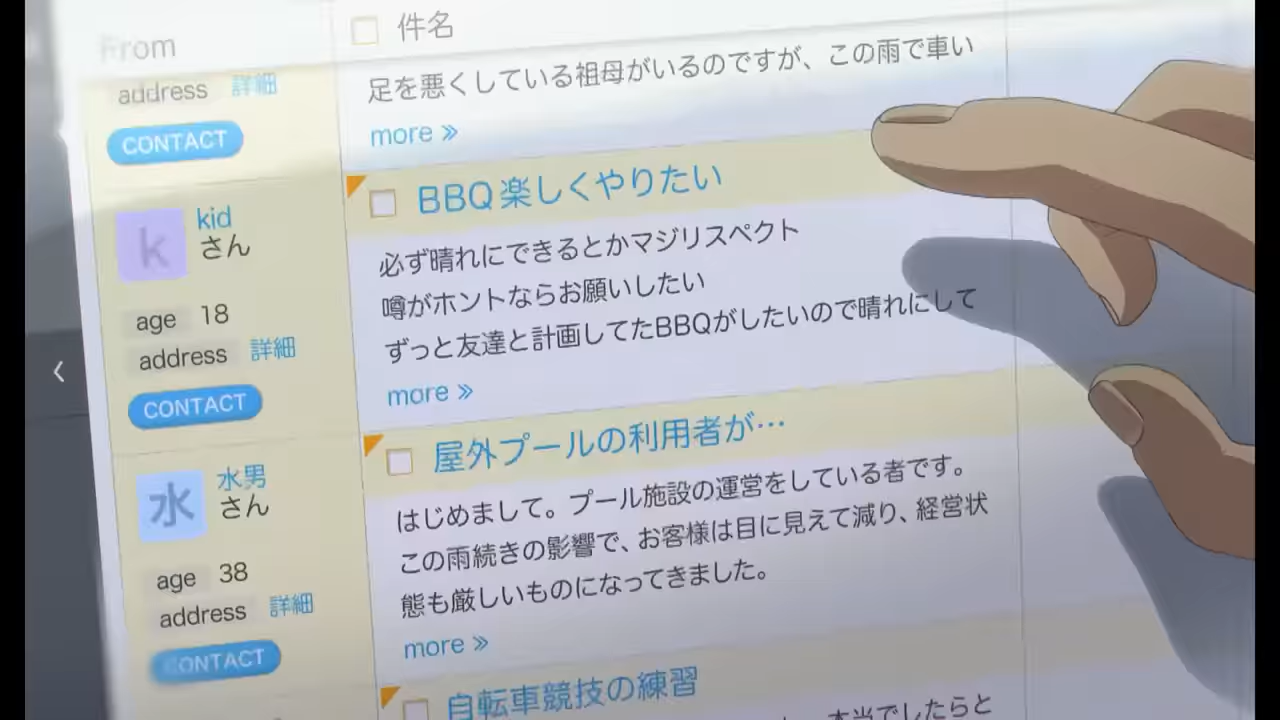 From
件名
address 詳細
CONTACT
足を悪くしている祖母がいるのですが、この雨で車い
more ≫
k
kid
さん
age 18
address 詳細
CONTACT
BBQ楽しくやりたい
必ず晴れにできるとかマジリスペクト
噂がホントならお願いしたい
ずっと友達と計画してたBBQがしたいので晴れにして
more ≫
水
水男
さん
age 38
address 詳細
CONTACT
屋外プールの利用者が…
はじめまして。プール施設の運営をしている者です。
この雨続きの影響で、お客様は目に見えて減り、経営状
態も厳しいものになってきました。
more ≫
自転車競技の練習
本当でしたらと